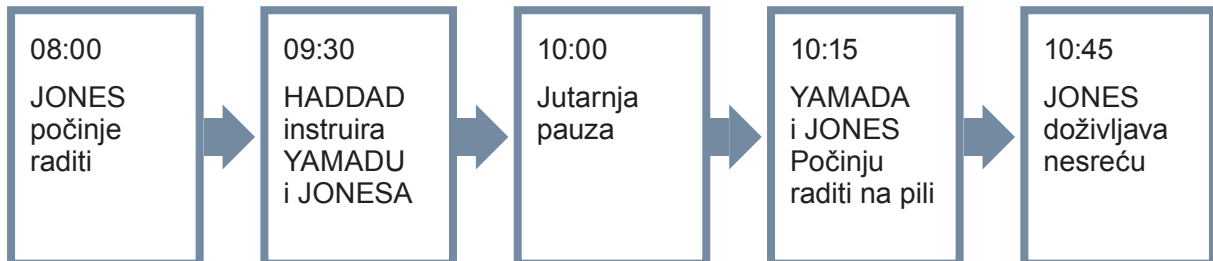 08:00
JONES
počinje
raditi
09:30
HADDAD
instruira
YAMADU
i JONESA
10:00
Jutarnja
pauza
10:15
YAMADA
i JONES
Počinju
raditi na pili
10:45
JONES
doživljava
nesreću